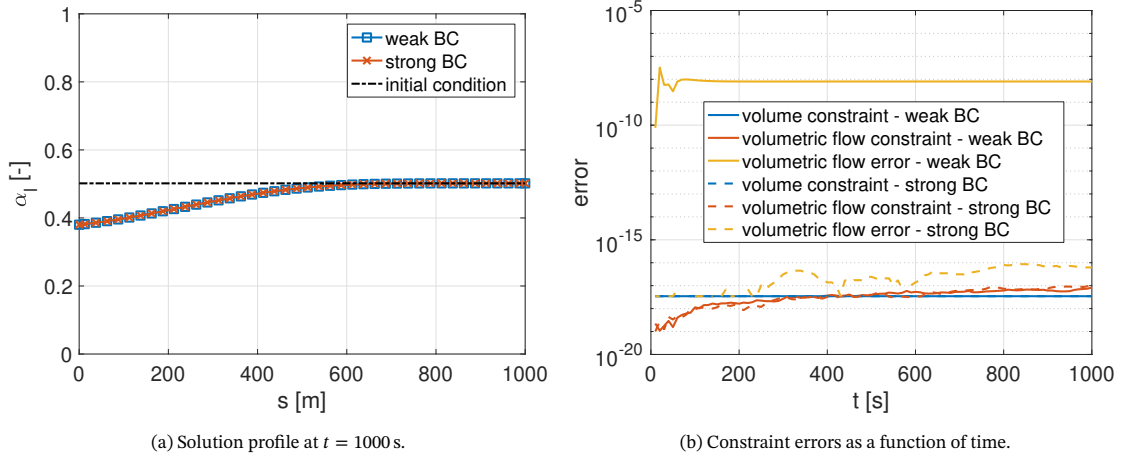 1
0.8
0.6
0.4
0.2
0
0
200
400
600
800
1000
α_l [-]
s [m]
weak BC
strong BC
initial condition
(a) Solution profile at t = 1000 s.
10^-5
10^-10
10^-15
10^-20
0
200
400
600
800
1000
error
t [s]
volume constraint - weak BC
volumetric flow constraint - weak BC
volumetric flow error - weak BC
volume constraint - strong BC
volumetric flow constraint - strong BC
volumetric flow error - strong BC
(b) Constraint errors as a function of time.